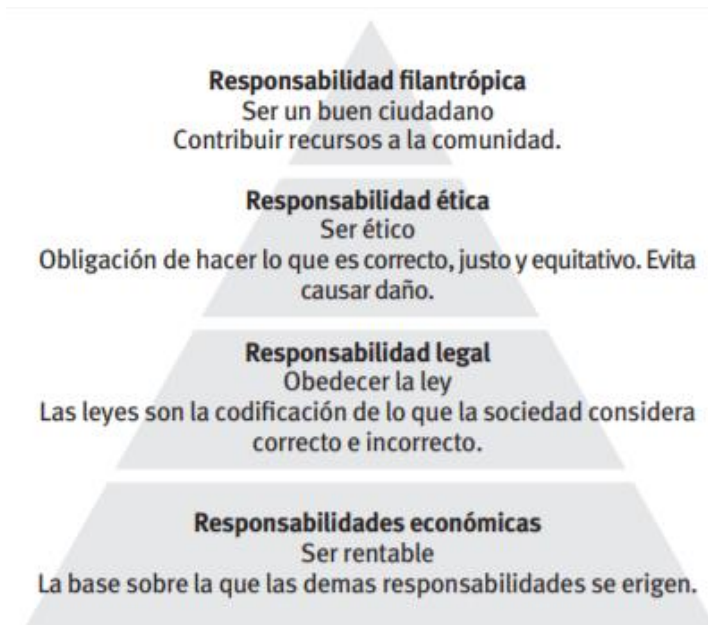 Responsabilidad filantrópica
Ser un buen ciudadano
Contribuir recursos a la comunidad.
Responsabilidad ética
Ser ético
Obligación de hacer lo que es correcto, justo y equitativo. Evita
causar daño.
Responsabilidad legal
Obedecer la ley
Las leyes son la codificación de lo que la sociedad considera
correcto e incorrecto.
Responsabilidades económicas
Ser rentable
La base sobre la que las demas responsabilidades se erigen.